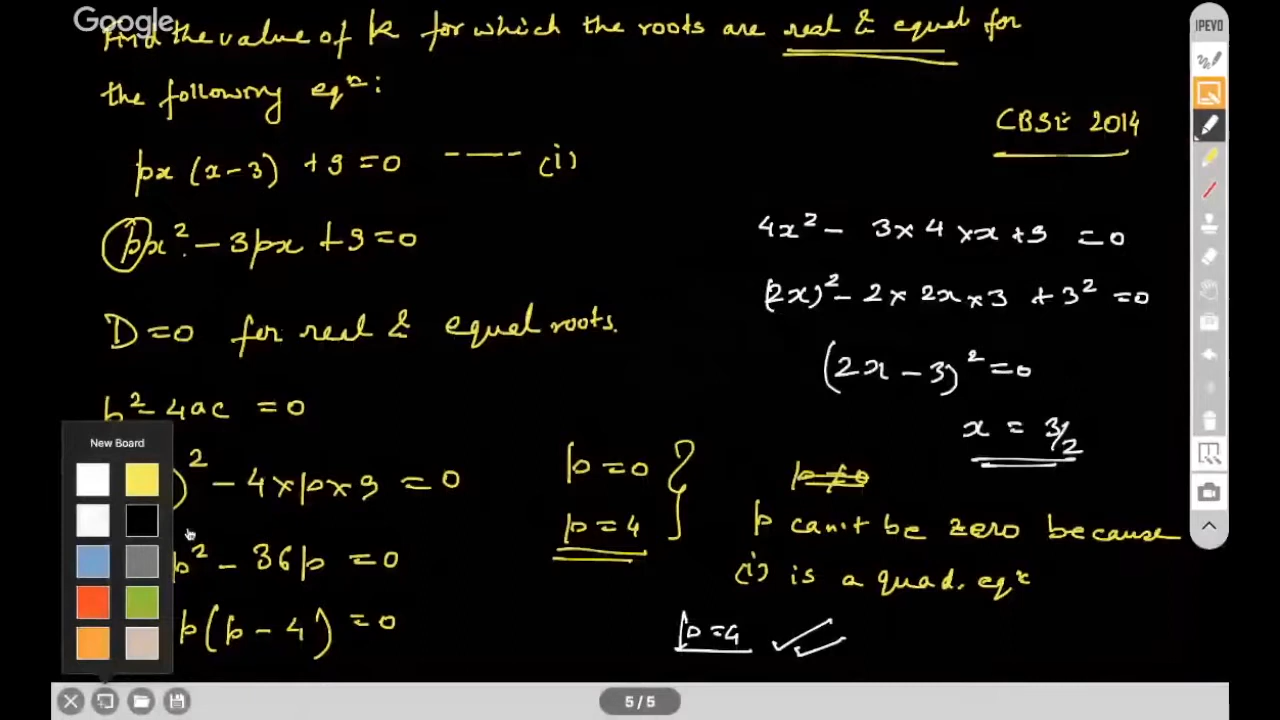 Google
IPEVO
Find the value of k for which the roots are real & equal for
the following eqn:
CBSE 2014
px (x-3) +9=0 ------ (i)
px² - 3px +9=0
D=0 for real & equal roots.
b²-4ac =0
)² - 4×p×9 =0
p² - 36p =0
p(p-4)=0
p=0
p=4
4x² - 3×4×x+9 =0
(2x)² - 2×2x×3 +3² =0
(2x-3)²=0
x = 3/2
p≠0
p can't be zero because
(i) is a quad. eqn
p=4
New Board
5/5